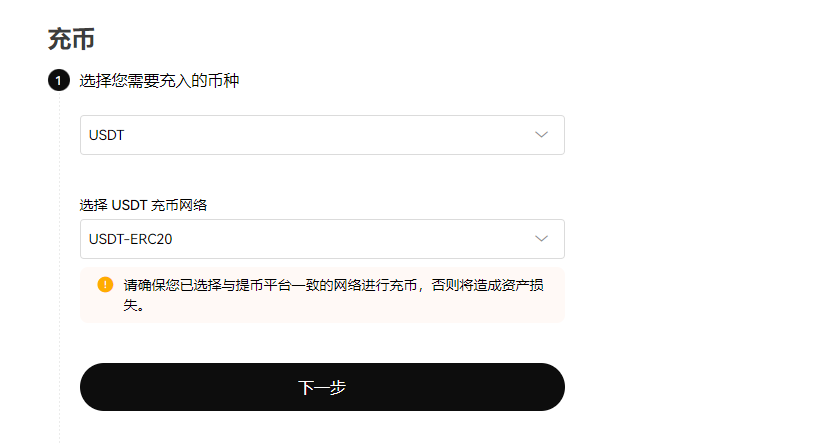 充币
1 选择您需要充入的币种
USDT
选择 USDT 充币网络
USDT-ERC20
请确保您已选择与提币平台一致的网络进行充币，否则将造成资产损
失。
下一步